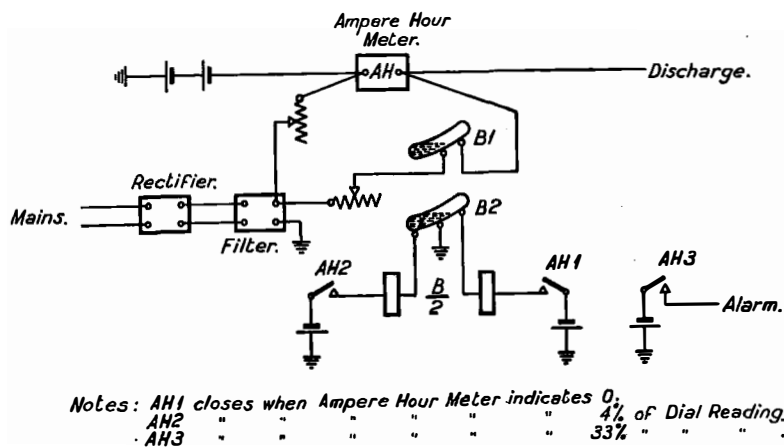 Ampere Hour
Meter.
AH
Discharge.
B1
Rectifier.
Mains.
Filter.
B2
AH2
B
2
AH1
AH3
Alarm.
Notes: AH1 closes when Ampere Hour Meter indicates 0.
AH2 " " " " " " 4% of Dial Reading.
AH3 " " " " " " 33% " " " "